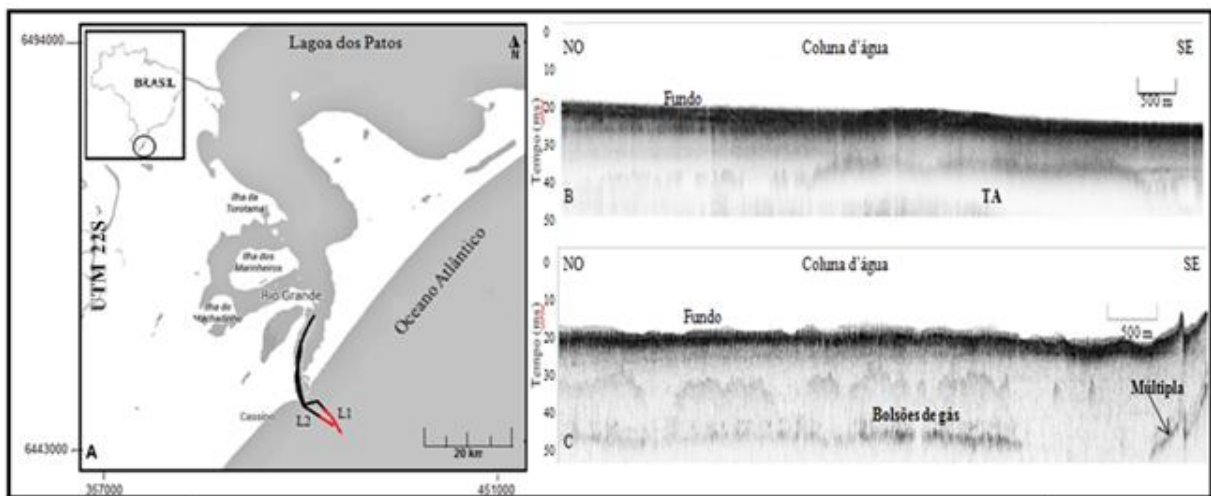 6494000
Lagoa dos Patos
N
BRASIL
UTM 22S
Ilha da
Torotama
Ilha dos
Marinheiros
Rio Grande
Ilha do
Machadinho
Oceano Atlântico
Cassino
L2
L1
20 km
6443000
A
357000
451000
0
NO
Coluna d'água
SE
10
500 m
Fundo
20
Tempo (ms)
30
40
TA
B
50
0
NO
Coluna d'água
SE
10
500 m
Fundo
20
Tempo (ms)
30
Múltipla
40
Bolsões de gás
C
50